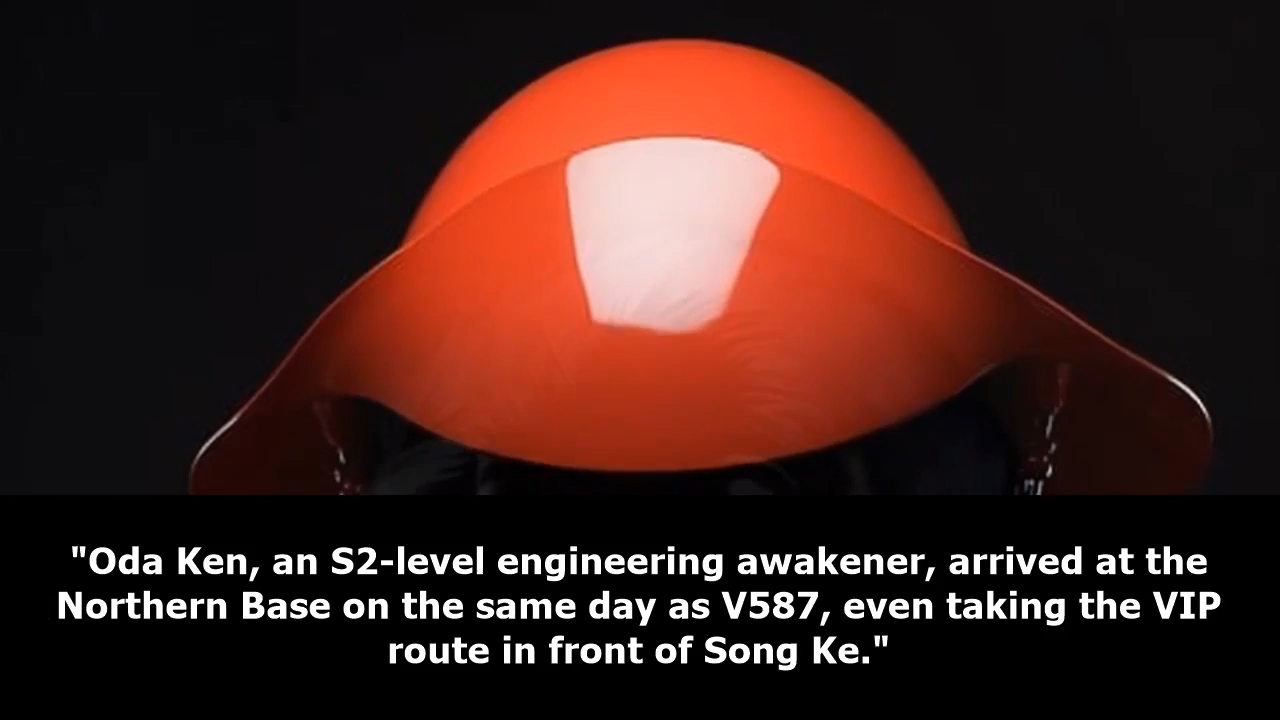 "Oda Ken, an S2-level engineering awakener, arrived at the
Northern Base on the same day as V587, even taking the VIP
route in front of Song Ke."